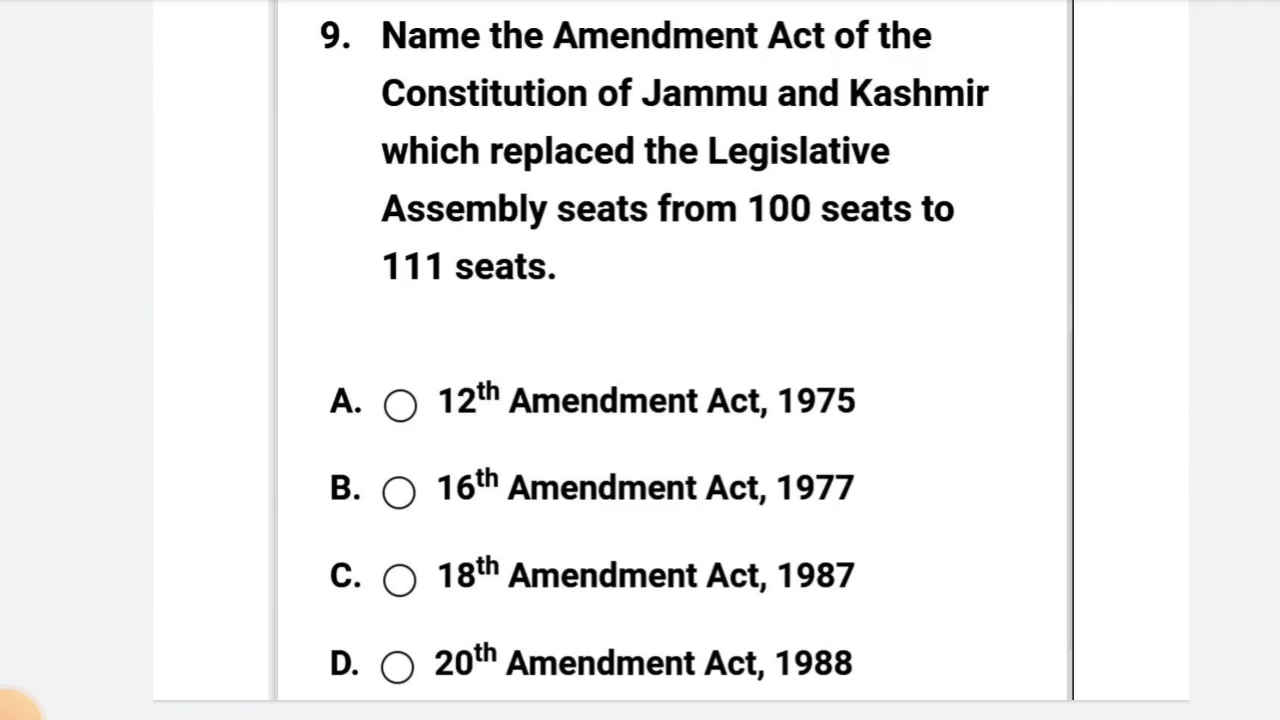 9. Name the Amendment Act of the
Constitution of Jammu and Kashmir
which replaced the Legislative
Assembly seats from 100 seats to
111 seats.
A. 12th Amendment Act, 1975
B. 16th Amendment Act, 1977
C. 18th Amendment Act, 1987
D. 20th Amendment Act, 1988